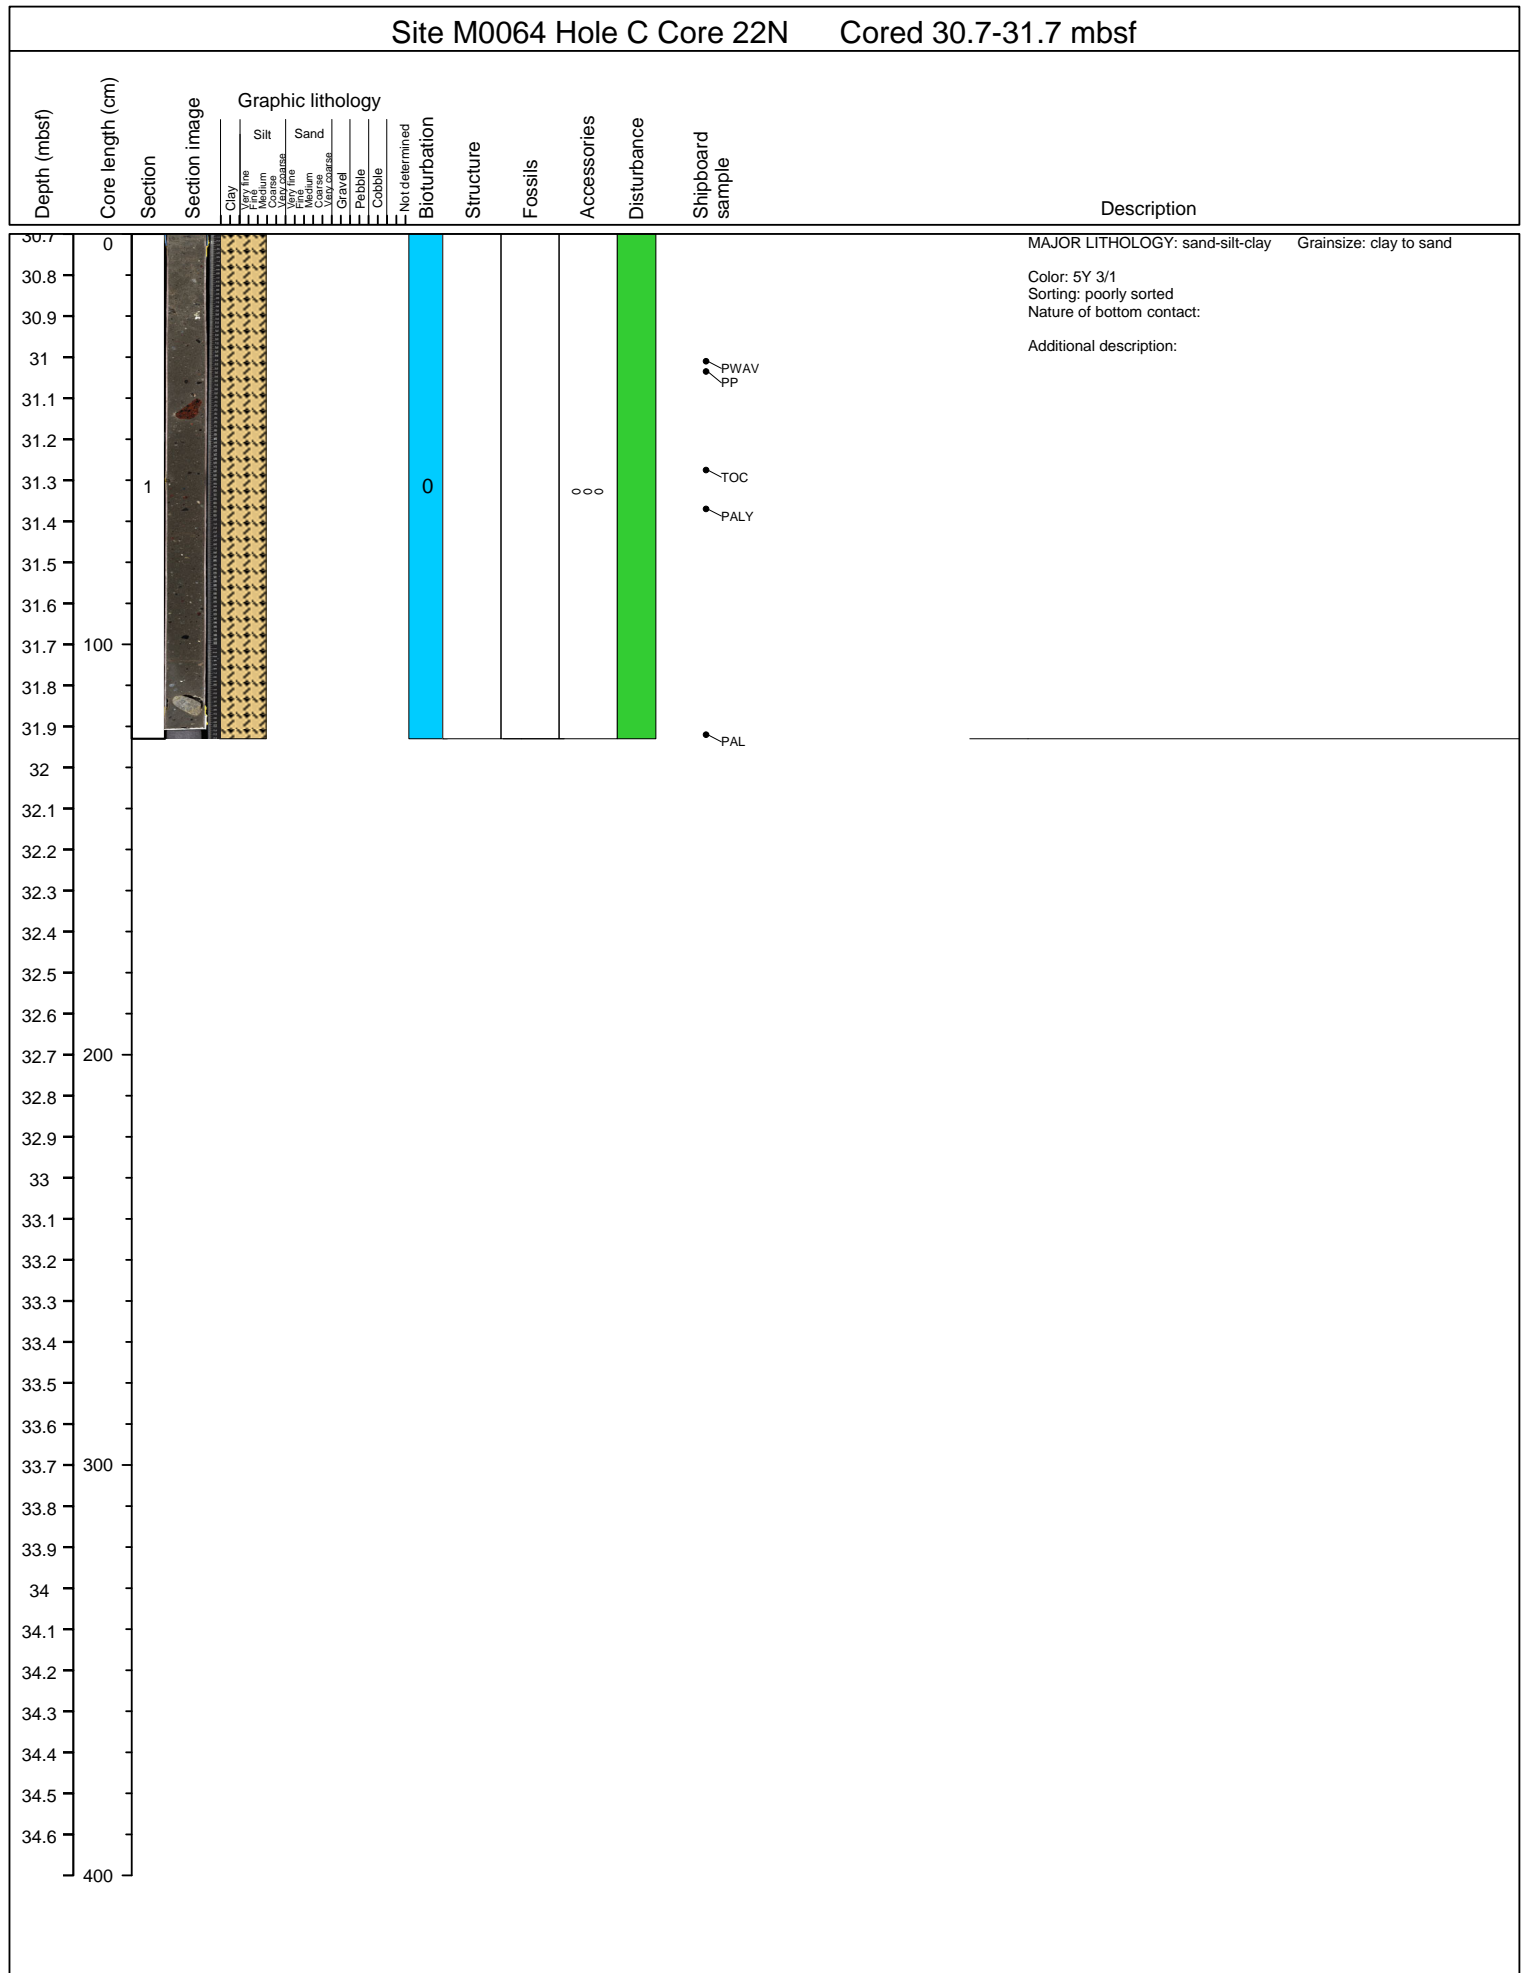 Site M0064 Hole C Core 22N Cored 30.7-31.7 mbsf
Depth (mbsf)
Core length (cm)
Section
Section image
Graphic lithology
Clay
Silt
Very fine
Fine
Medium
Coarse
Very coarse
Sand
Very fine
Fine
Medium
Coarse
Very coarse
Gravel
Pebble
Cobble
Not determined
Bioturbation
Structure
Fossils
Accessories
Disturbance
Shipboard
sample
Description
30.7
30.8
30.9
31
31.1
31.2
31.3
31.4
31.5
31.6
31.7
31.8
31.9
32
32.1
32.2
32.3
32.4
32.5
32.6
32.7
32.8
32.9
33
33.1
33.2
33.3
33.4
33.5
33.6
33.7
33.8
33.9
34
34.1
34.2
34.3
34.4
34.5
34.6
0
100
200
300
400
1
0
PWAV
PP
TOC
PALY
PAL
MAJOR LITHOLOGY: sand-silt-clay Grainsize: clay to sand
Color: 5Y 3/1
Sorting: poorly sorted
Nature of bottom contact:
Additional description: